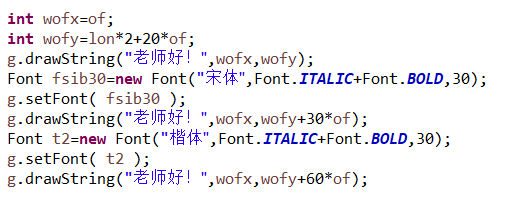 int wofx=of;
int wofy=lon*2+20*of;
g.drawString("老师好！",wofx,wofy);
Font fsib30=new Font("宋体",Font.ITALIC+Font.BOLD,30);
g.setFont( fsib30 );
g.drawString("老师好！",wofx,wofy+30*of);
Font t2=new Font("楷体",Font.ITALIC+Font.BOLD,30);
g.setFont( t2 );
g.drawString("老师好！",wofx,wofy+60*of);